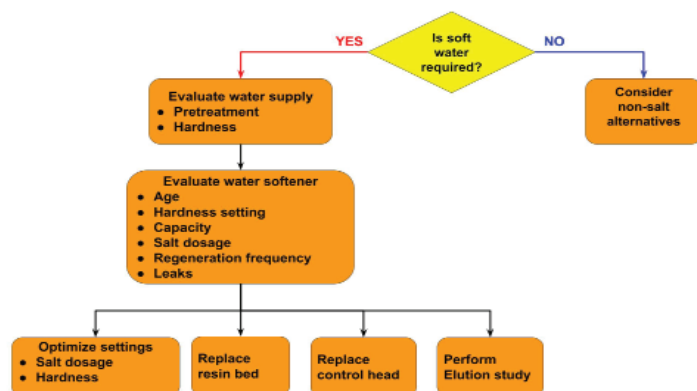 Is soft
water
required?
YES
NO
Evaluate water supply
● Pretreatment
● Hardness
Consider
non-salt
alternatives
Evaluate water softener
● Age
● Hardness setting
● Capacity
● Salt dosage
● Regeneration frequency
● Leaks
Optimize settings
● Salt dosage
● Hardness
Replace
resin bed
Replace
control head
Perform
Elution study